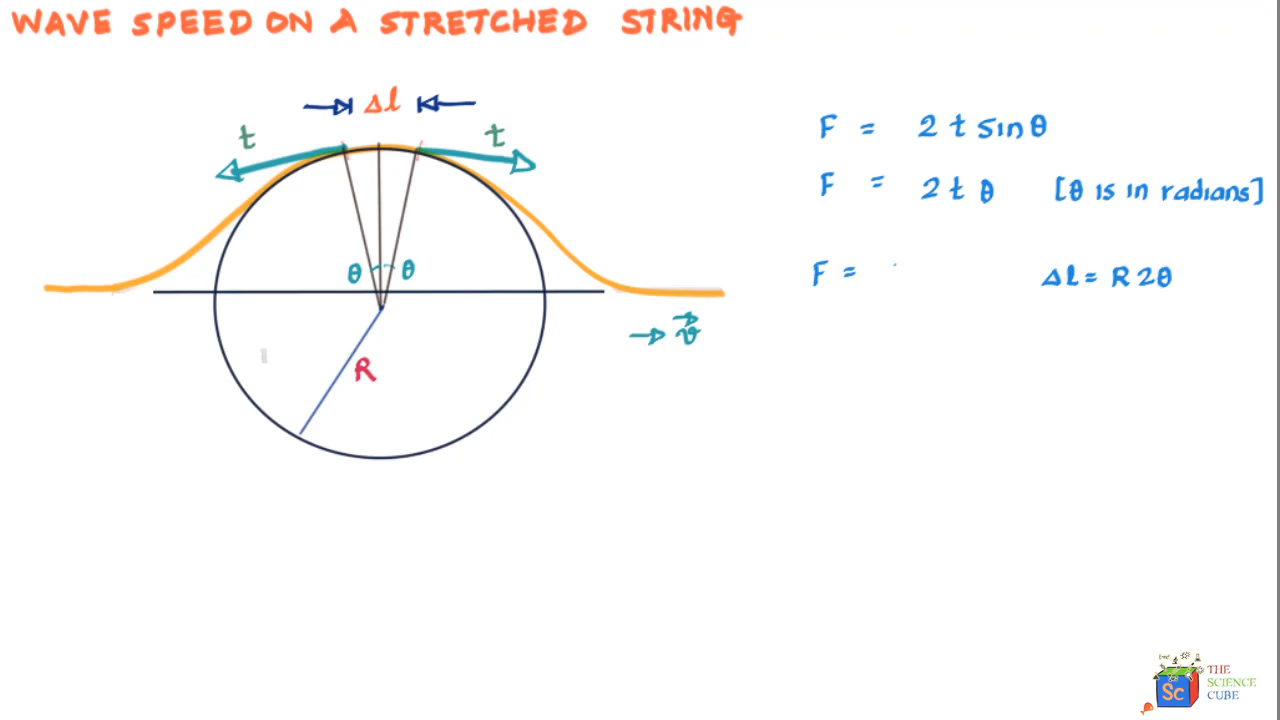 WAVE SPEED ON A STRETCHED STRING
Δl
t
t
θ θ
R
v
F = 2 t sinθ
F = 2 t θ [θ is in radians]
F =
Δl = R 2θ
Sc
THE
SCIENCE
CUBE